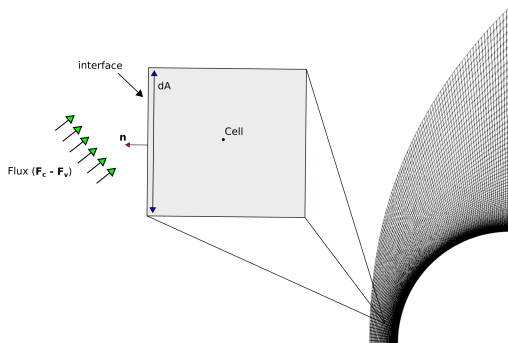 interface
dA
Cell
n
Flux (Fc - Fv)